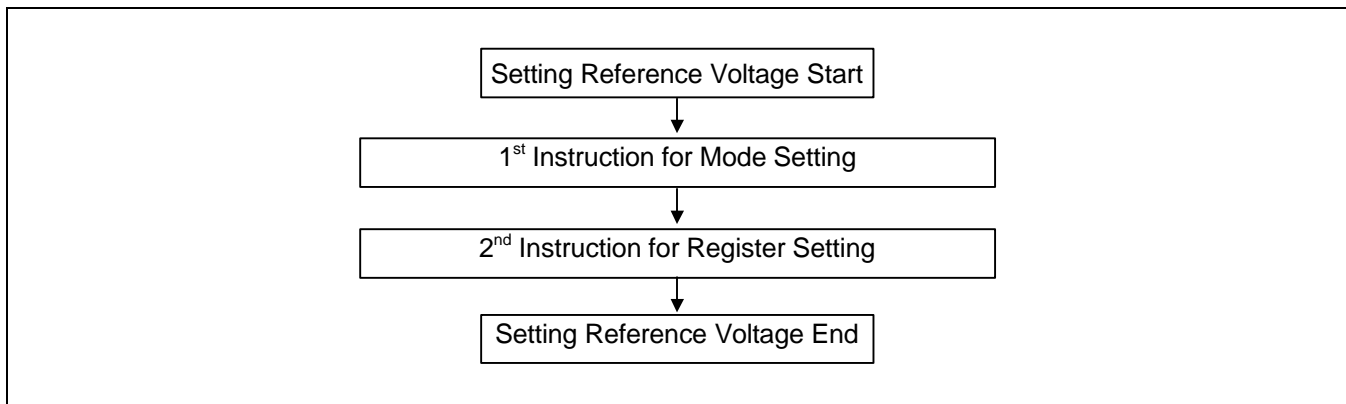 Setting Reference Voltage Start
1st Instruction for Mode Setting
2nd Instruction for Register Setting
Setting Reference Voltage End